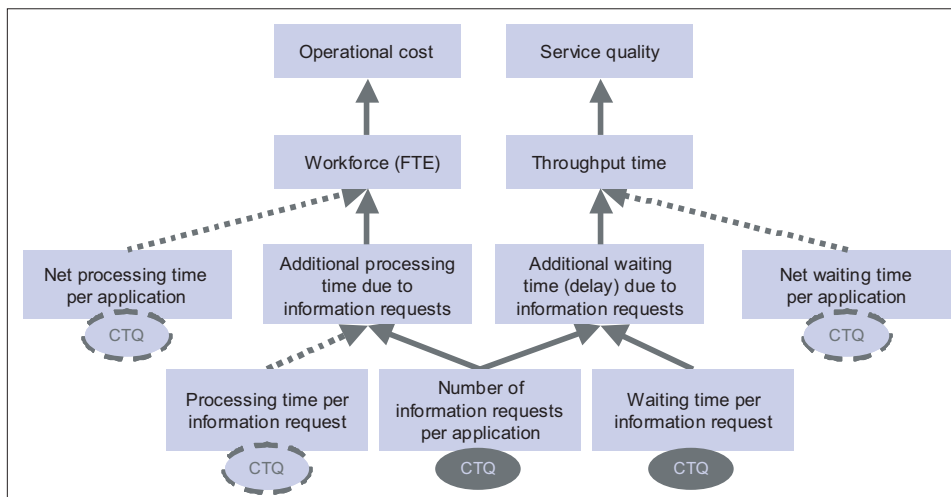 Operational cost
Service quality
Workforce (FTE)
Throughput time
Net processing time
per application
CTQ
Additional processing
time due to
information requests
Additional waiting
time (delay) due to
information requests
Net waiting time
per application
CTQ
Processing time per
information request
CTQ
Number of
information requests
per application
CTQ
Waiting time per
information request
CTQ